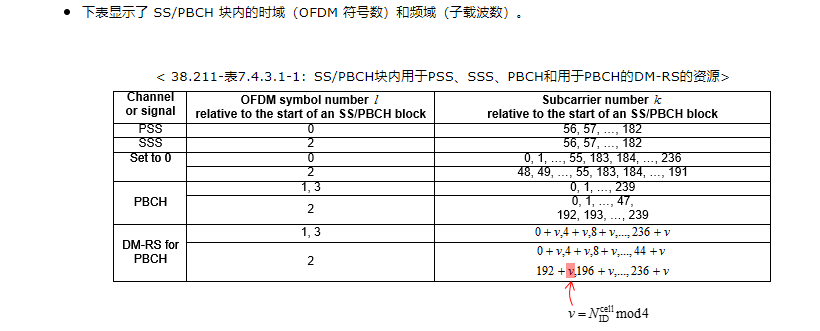 • 下表显示了 SS/PBCH 块内的时域（OFDM 符号数）和频域（子载波数）。
< 38.211-表7.4.3.1-1：SS/PBCH块内用于PSS、SSS、PBCH和用于PBCH的DM-RS的资源>
Channel or signal OFDM symbol number l relative to the start of an SS/PBCH block Subcarrier number k relative to the start of an SS/PBCH block
PSS 0 56, 57, …, 182
SSS 2 56, 57, …, 182
Set to 0 0 0, 1, …, 55, 183, 184, …, 236
2 48, 49, …, 55, 183, 184, …, 191
PBCH 1, 3 0, 1, …, 239
2 0, 1, …, 47,
192, 193, …, 239
DM-RS for PBCH 1, 3 0+v,4+v,8+v,...,236+v
2 0+v,4+v,8+v,...,44+v
192+v,196+v,...,236+v
v = N_ID^cell mod4